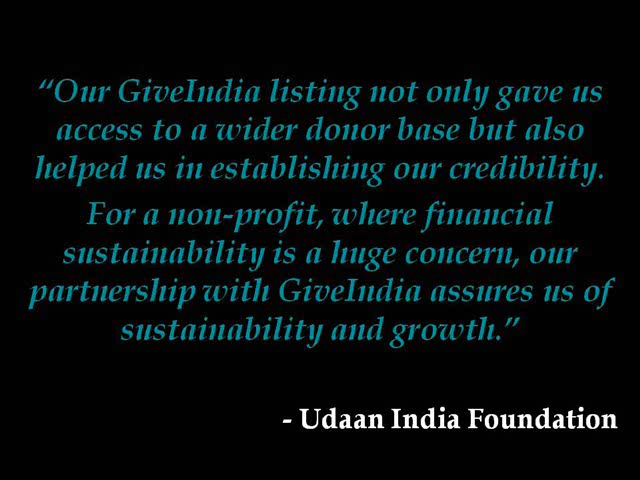 “Our GiveIndia listing not only gave us
access to a wider donor base but also
helped us in establishing our credibility.
For a non-profit, where financial
sustainability is a huge concern, our
partnership with GiveIndia assures us of
sustainability and growth.”
- Udaan India Foundation